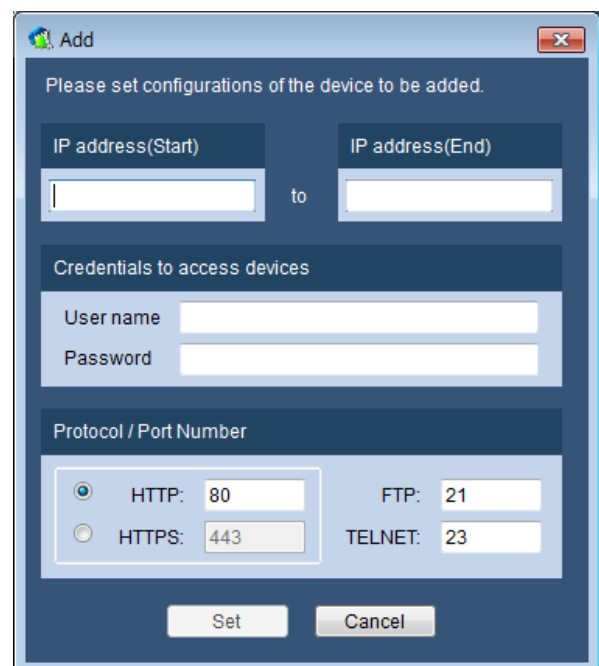 Add
Please set configurations of the device to be added.
IP address(Start)
IP address(End)
to
Credentials to access devices
User name
Password
Protocol / Port Number
HTTP: 80 FTP: 21
HTTPS: 443 TELNET: 23
Set Cancel